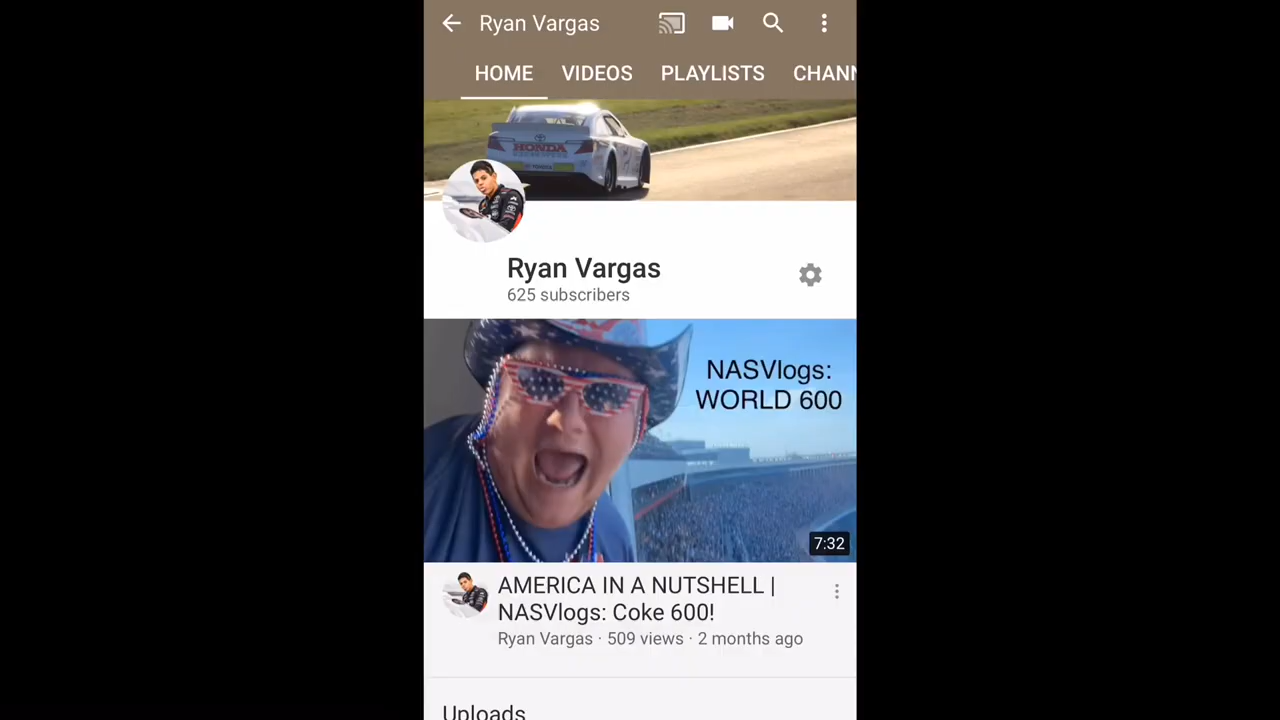 Ryan Vargas
HOME VIDEOS PLAYLISTS CHANN
HONDA
Ryan Vargas
625 subscribers
NASVlogs:
WORLD 600
7:32
AMERICA IN A NUTSHELL |
NASVlogs: Coke 600!
Ryan Vargas · 509 views · 2 months ago
Uploads